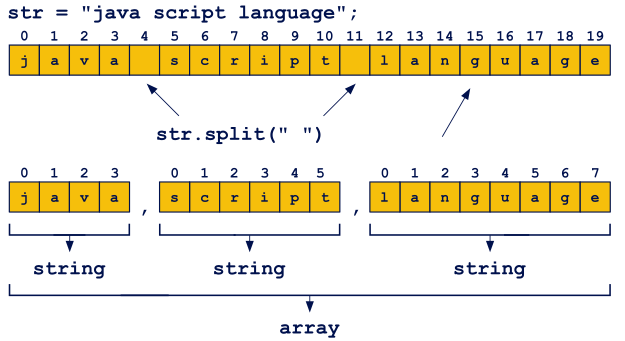 str = "java script language";
0 1 2 3 4 5 6 7 8 9 10 11 12 13 14 15 16 17 18 19
j a v a s c r i p t l a n g u a g e
str.split(" ")
0 1 2 3 0 1 2 3 4 5 0 1 2 3 4 5 6 7
j a v a , s c r i p t , l a n g u a g e
string string string
array